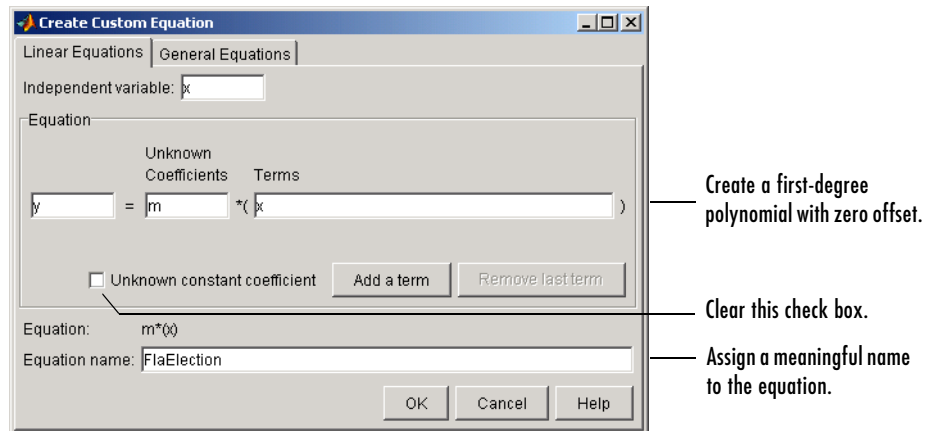 Create Custom Equation
Linear Equations
General Equations
Independent variable: x
Equation
Unknown
Coefficients
Terms
y = m *( x )
Create a first-degree
polynomial with zero offset.
Unknown constant coefficient
Add a term
Remove last term
Clear this check box.
Equation: m*(x)
Equation name: FlaElection
Assign a meaningful name
to the equation.
OK
Cancel
Help